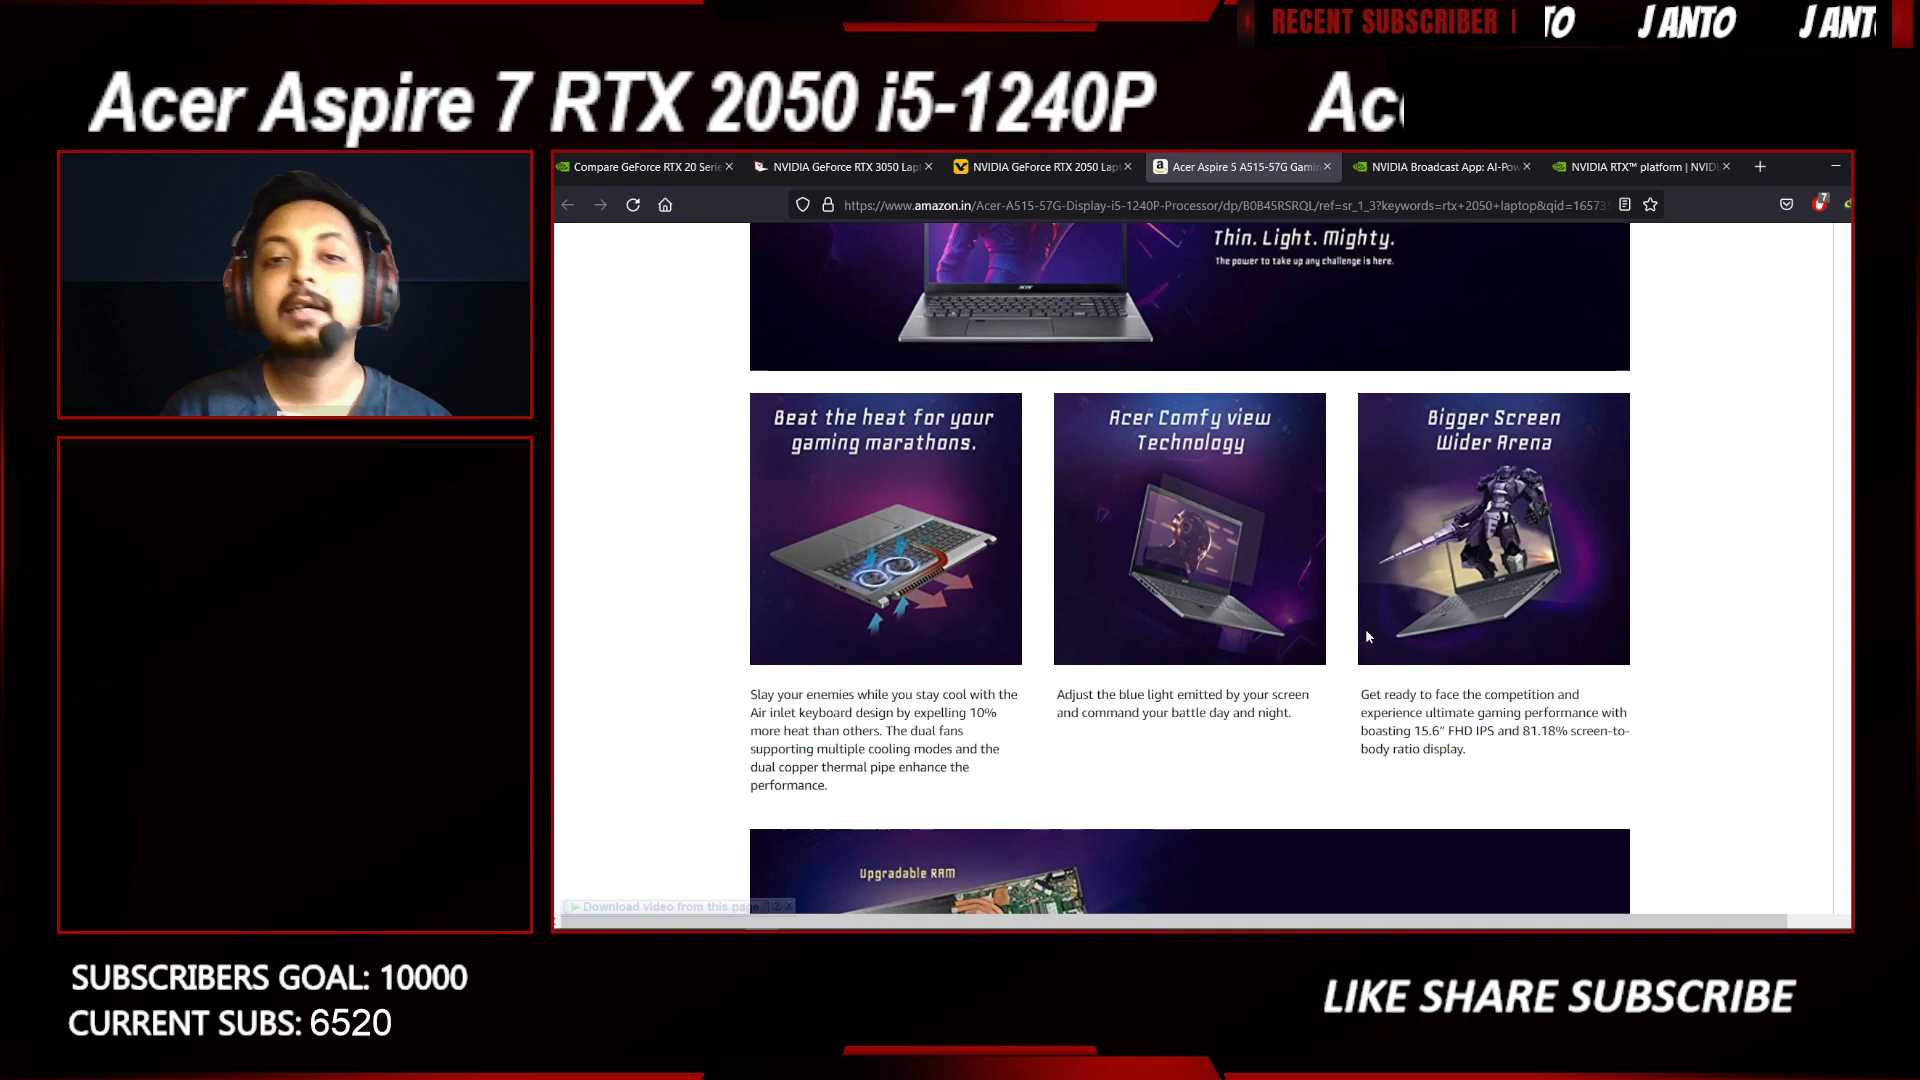 RECENT SUBSCRIBER | TO J ANTO J ANT
Acer Aspire 7 RTX 2050 i5-1240P Ac
Compare GeForce RTX 20 Serie
NVIDIA GeForce RTX 3050 Lap
NVIDIA GeForce RTX 2050 Lap
Acer Aspire 5 A515-57G Gamin
NVIDIA Broadcast App: AI-Pow
NVIDIA RTX™ platform | NVIDI
https://www.amazon.in/Acer-A515-57G-Display-i5-1240P-Processor/dp/B0B45RSRQL/ref=sr_1_3?keywords=rtx+2050+laptop&qid=16573
7
Thin. Light. Mighty.
The power to take up any challenge is here.
acer
Beat the heat for your
gaming marathons.
Acer Comfy view
Technology
Bigger Screen
Wider Arena
Slay your enemies while you stay cool with the
Air inlet keyboard design by expelling 10%
more heat than others. The dual fans
supporting multiple cooling modes and the
dual copper thermal pipe enhance the
performance.
Adjust the blue light emitted by your screen
and command your battle day and night.
Get ready to face the competition and
experience ultimate gaming performance with
boasting 15.6" FHD IPS and 81.18% screen-to-
body ratio display.
Upgradable RAM
Download video from this page ? X
SUBSCRIBERS GOAL: 10000
CURRENT SUBS: 6520
LIKE SHARE SUBSCRIBE